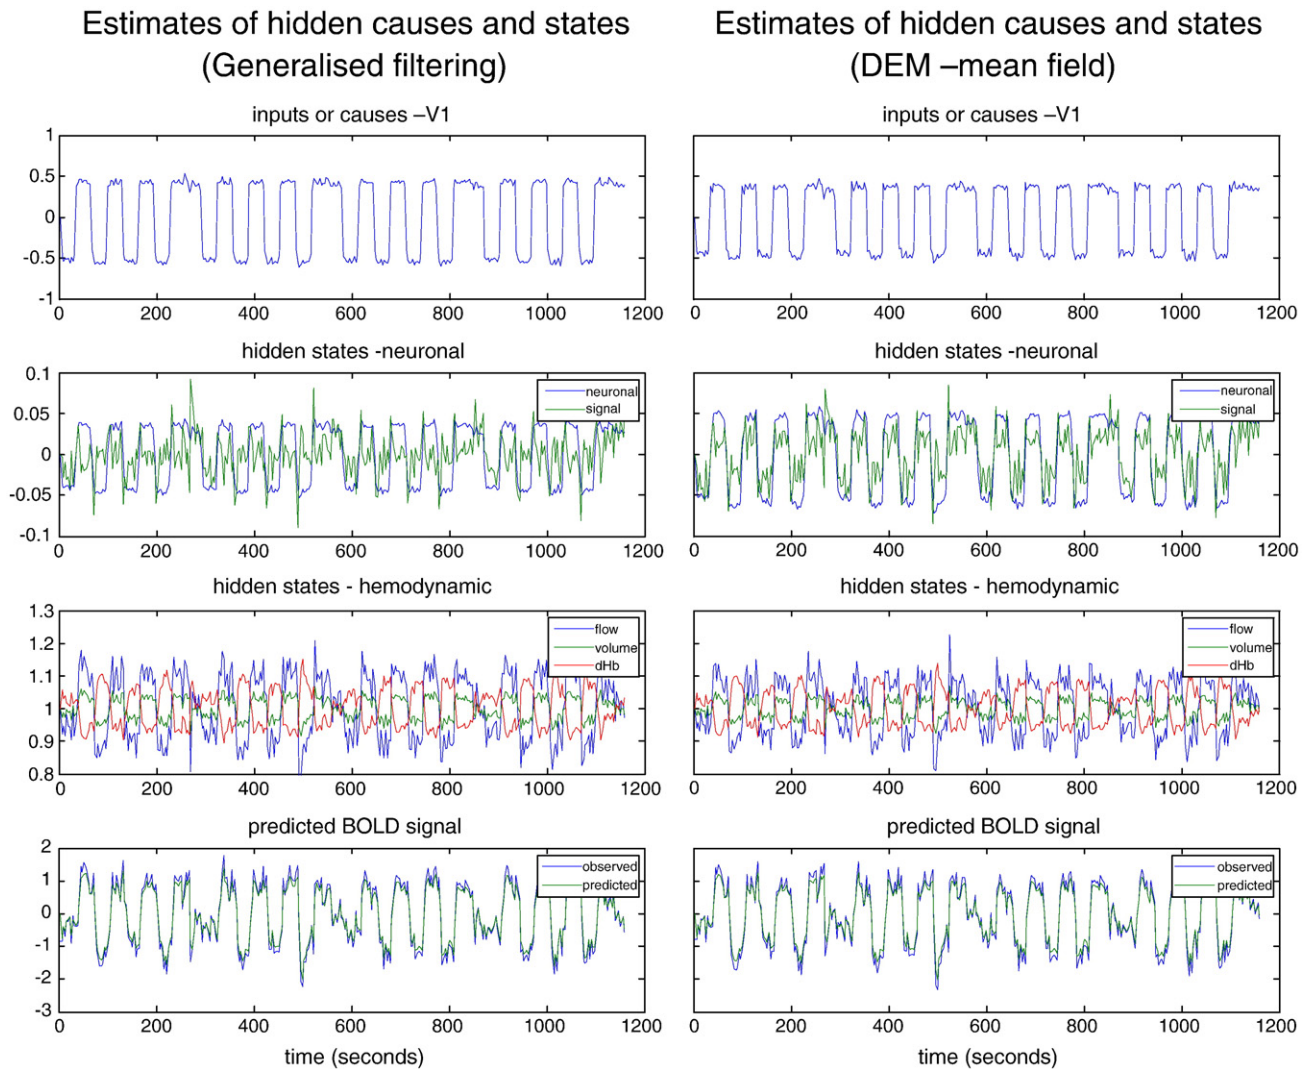 Estimates of hidden causes and states
(Generalised filtering)
inputs or causes –V1
1
0.5
0
-0.5
-1
0 200 400 600 800 1000 1200
hidden states -neuronal
0.1
0.05
0
-0.05
-0.1
neuronal
signal
0 200 400 600 800 1000 1200
hidden states - hemodynamic
1.3
1.2
1.1
1
0.9
0.8
flow
volume
dHb
0 200 400 600 800 1000 1200
predicted BOLD signal
2
1
0
-1
-2
-3
observed
predicted
0 200 400 600 800 1000 1200
time (seconds)
Estimates of hidden causes and states
(DEM –mean field)
inputs or causes –V1
0 200 400 600 800 1000 1200
hidden states -neuronal
neuronal
signal
0 200 400 600 800 1000 1200
hidden states - hemodynamic
flow
volume
dHb
0 200 400 600 800 1000 1200
predicted BOLD signal
observed
predicted
0 200 400 600 800 1000 1200
time (seconds)